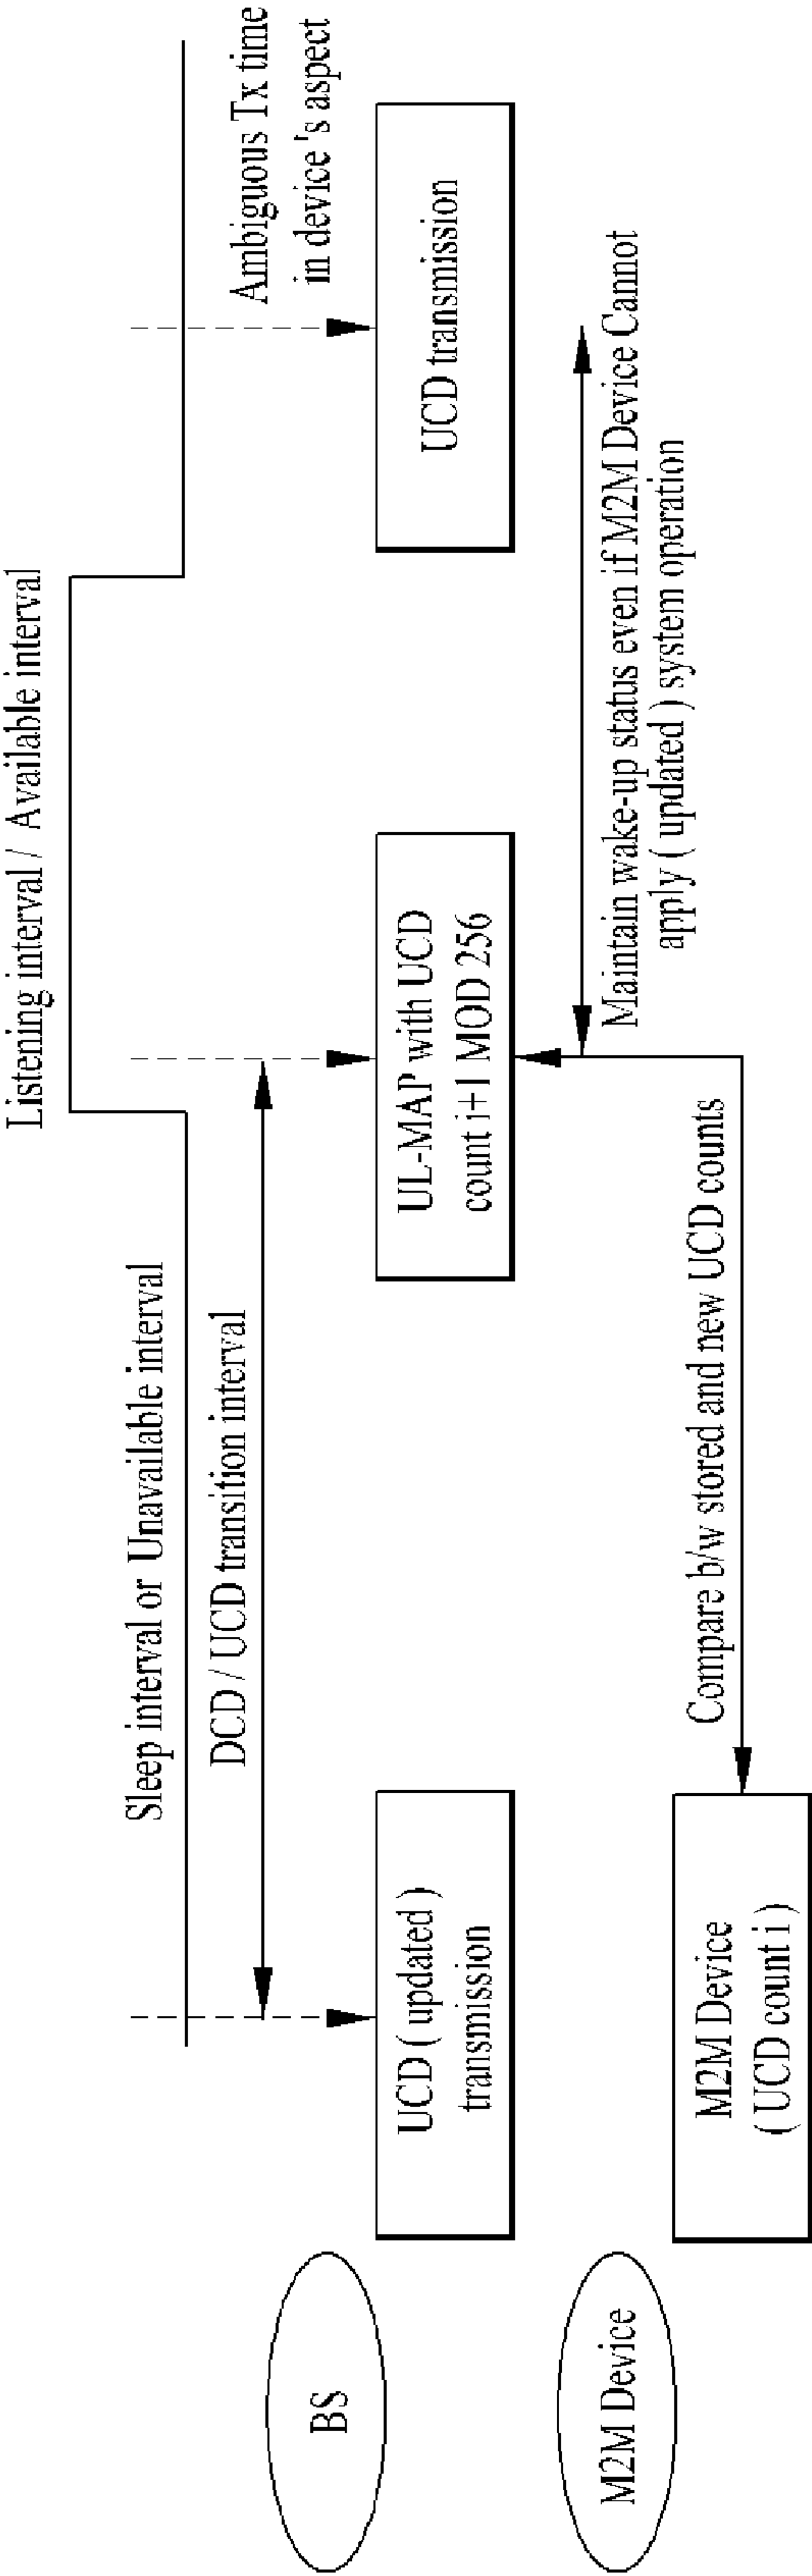 Listening interval / Available interval
Sleep interval or Unavailable interval
DCD / UCD transition interval
Ambiguous Tx time
in device 's aspect
BS
UCD ( updated )
transmission
UL-MAP with UCD
count i+1 MOD 256
UCD transmission
Maintain wake-up status even if M2M Device Cannot
apply ( updated ) system operation
Compare b/w stored and new UCD counts
M2M Device
M2M Device
( UCD count i )